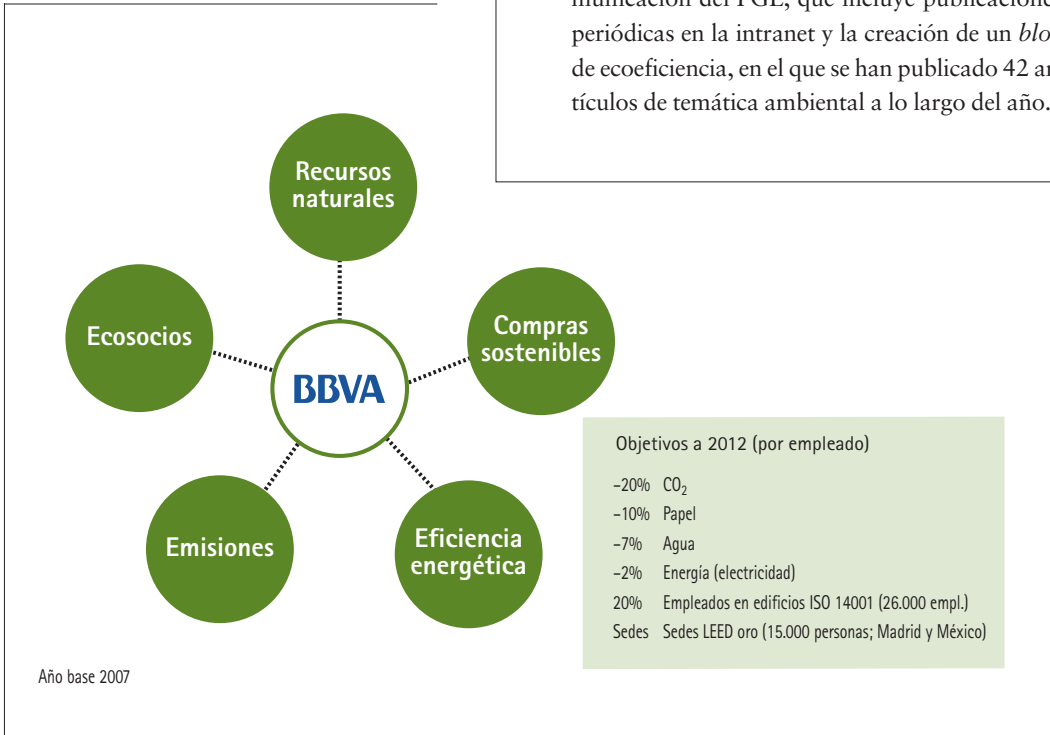 periódicas en la intranet y la creación de un blo
de ecoeficiencia, en el que se han publicado 42 ar
tículos de temática ambiental a lo largo del año.
Recursos
naturales
Ecosocios
Compras
sostenibles
BBVA
Emisiones
Eficiencia
energética
Objetivos a 2012 (por empleado)
–20% CO₂
–10% Papel
–7% Agua
–2% Energía (electricidad)
20% Empleados en edificios ISO 14001 (26.000 empl.)
Sedes Sedes LEED oro (15.000 personas; Madrid y México)
Año base 2007